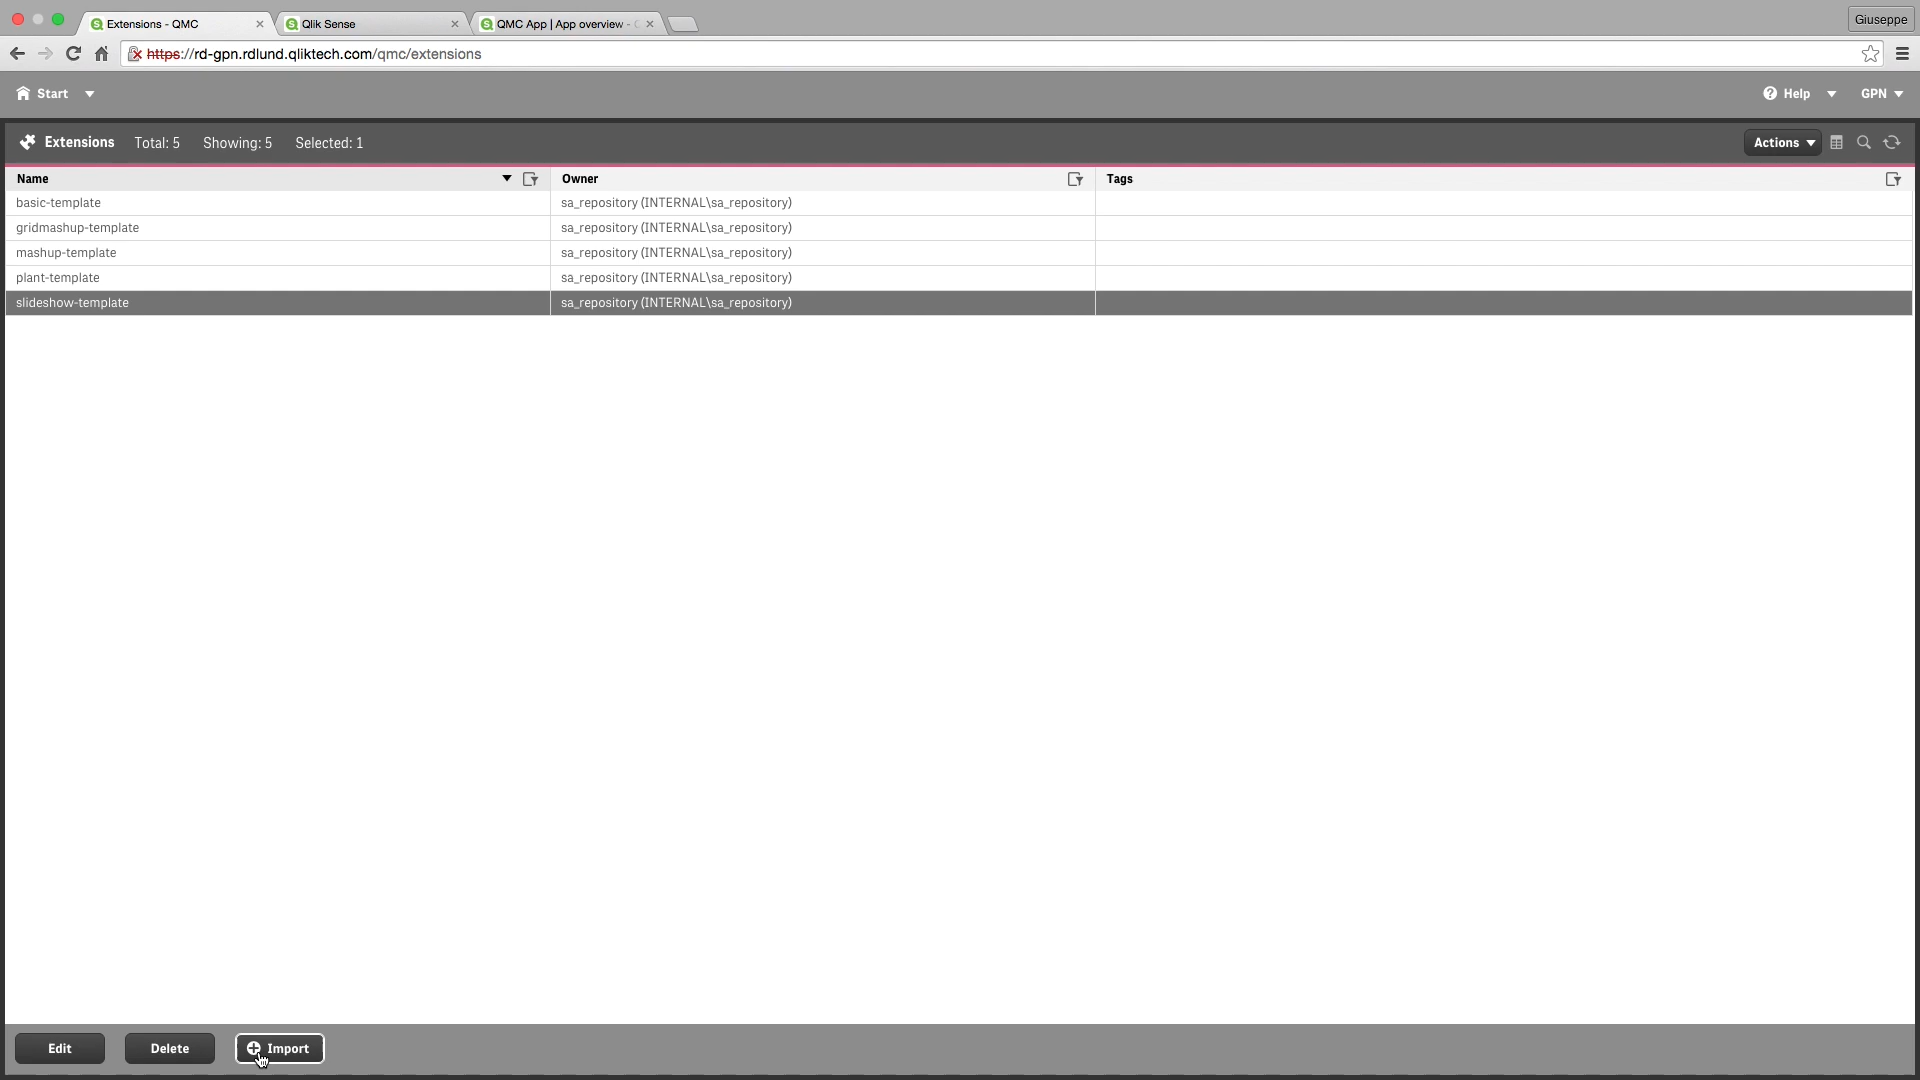 Extensions - QMC
Qlik Sense
QMC App | App overview -
Giuseppe
https://rd-gpn.rdlund.qliktech.com/qmc/extensions
Start
Help
GPN
Extensions Total: 5 Showing: 5 Selected: 1
Actions
Name Owner Tags
basic-template sa_repository (INTERNAL\sa_repository)
gridmashup-template sa_repository (INTERNAL\sa_repository)
mashup-template sa_repository (INTERNAL\sa_repository)
plant-template sa_repository (INTERNAL\sa_repository)
slideshow-template sa_repository (INTERNAL\sa_repository)
Edit Delete Import